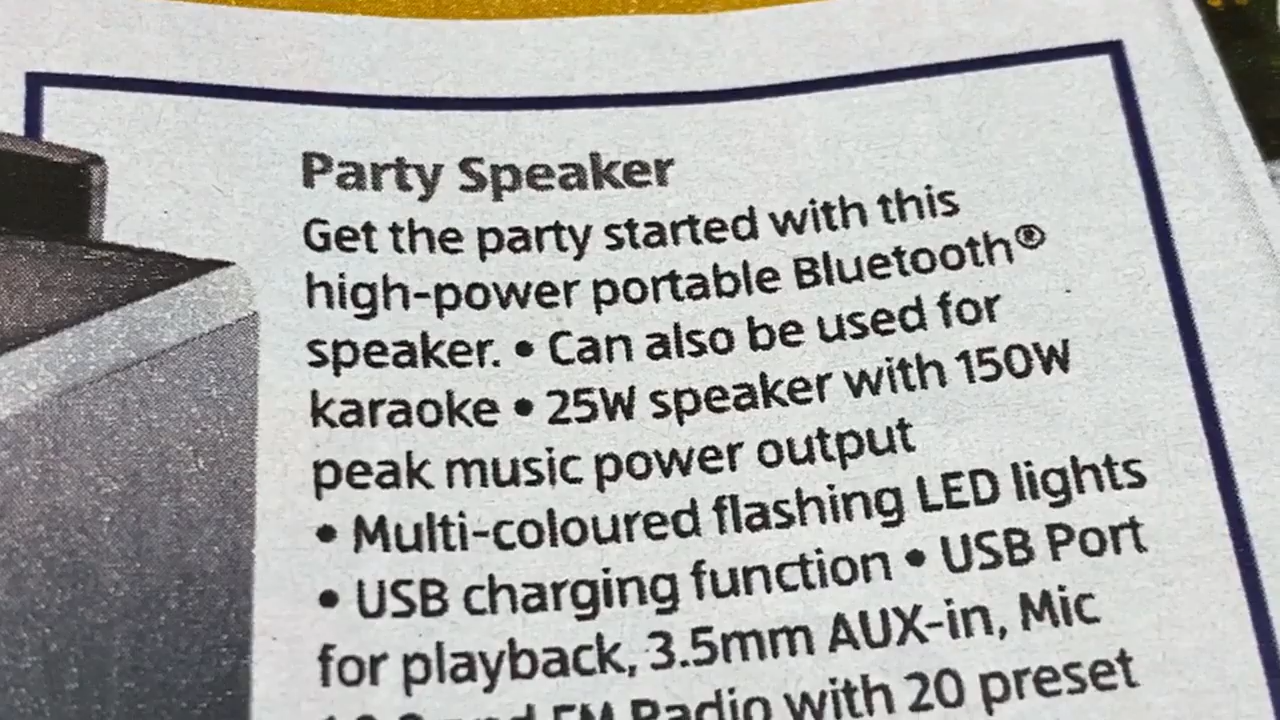 Party Speaker
Get the party started with this
high-power portable Bluetooth®
speaker. • Can also be used for
karaoke • 25W speaker with 150W
peak music power output
• Multi-coloured flashing LED lights
• USB charging function • USB Port
for playback, 3.5mm AUX-in, Mic
and FM Radio with 20 preset